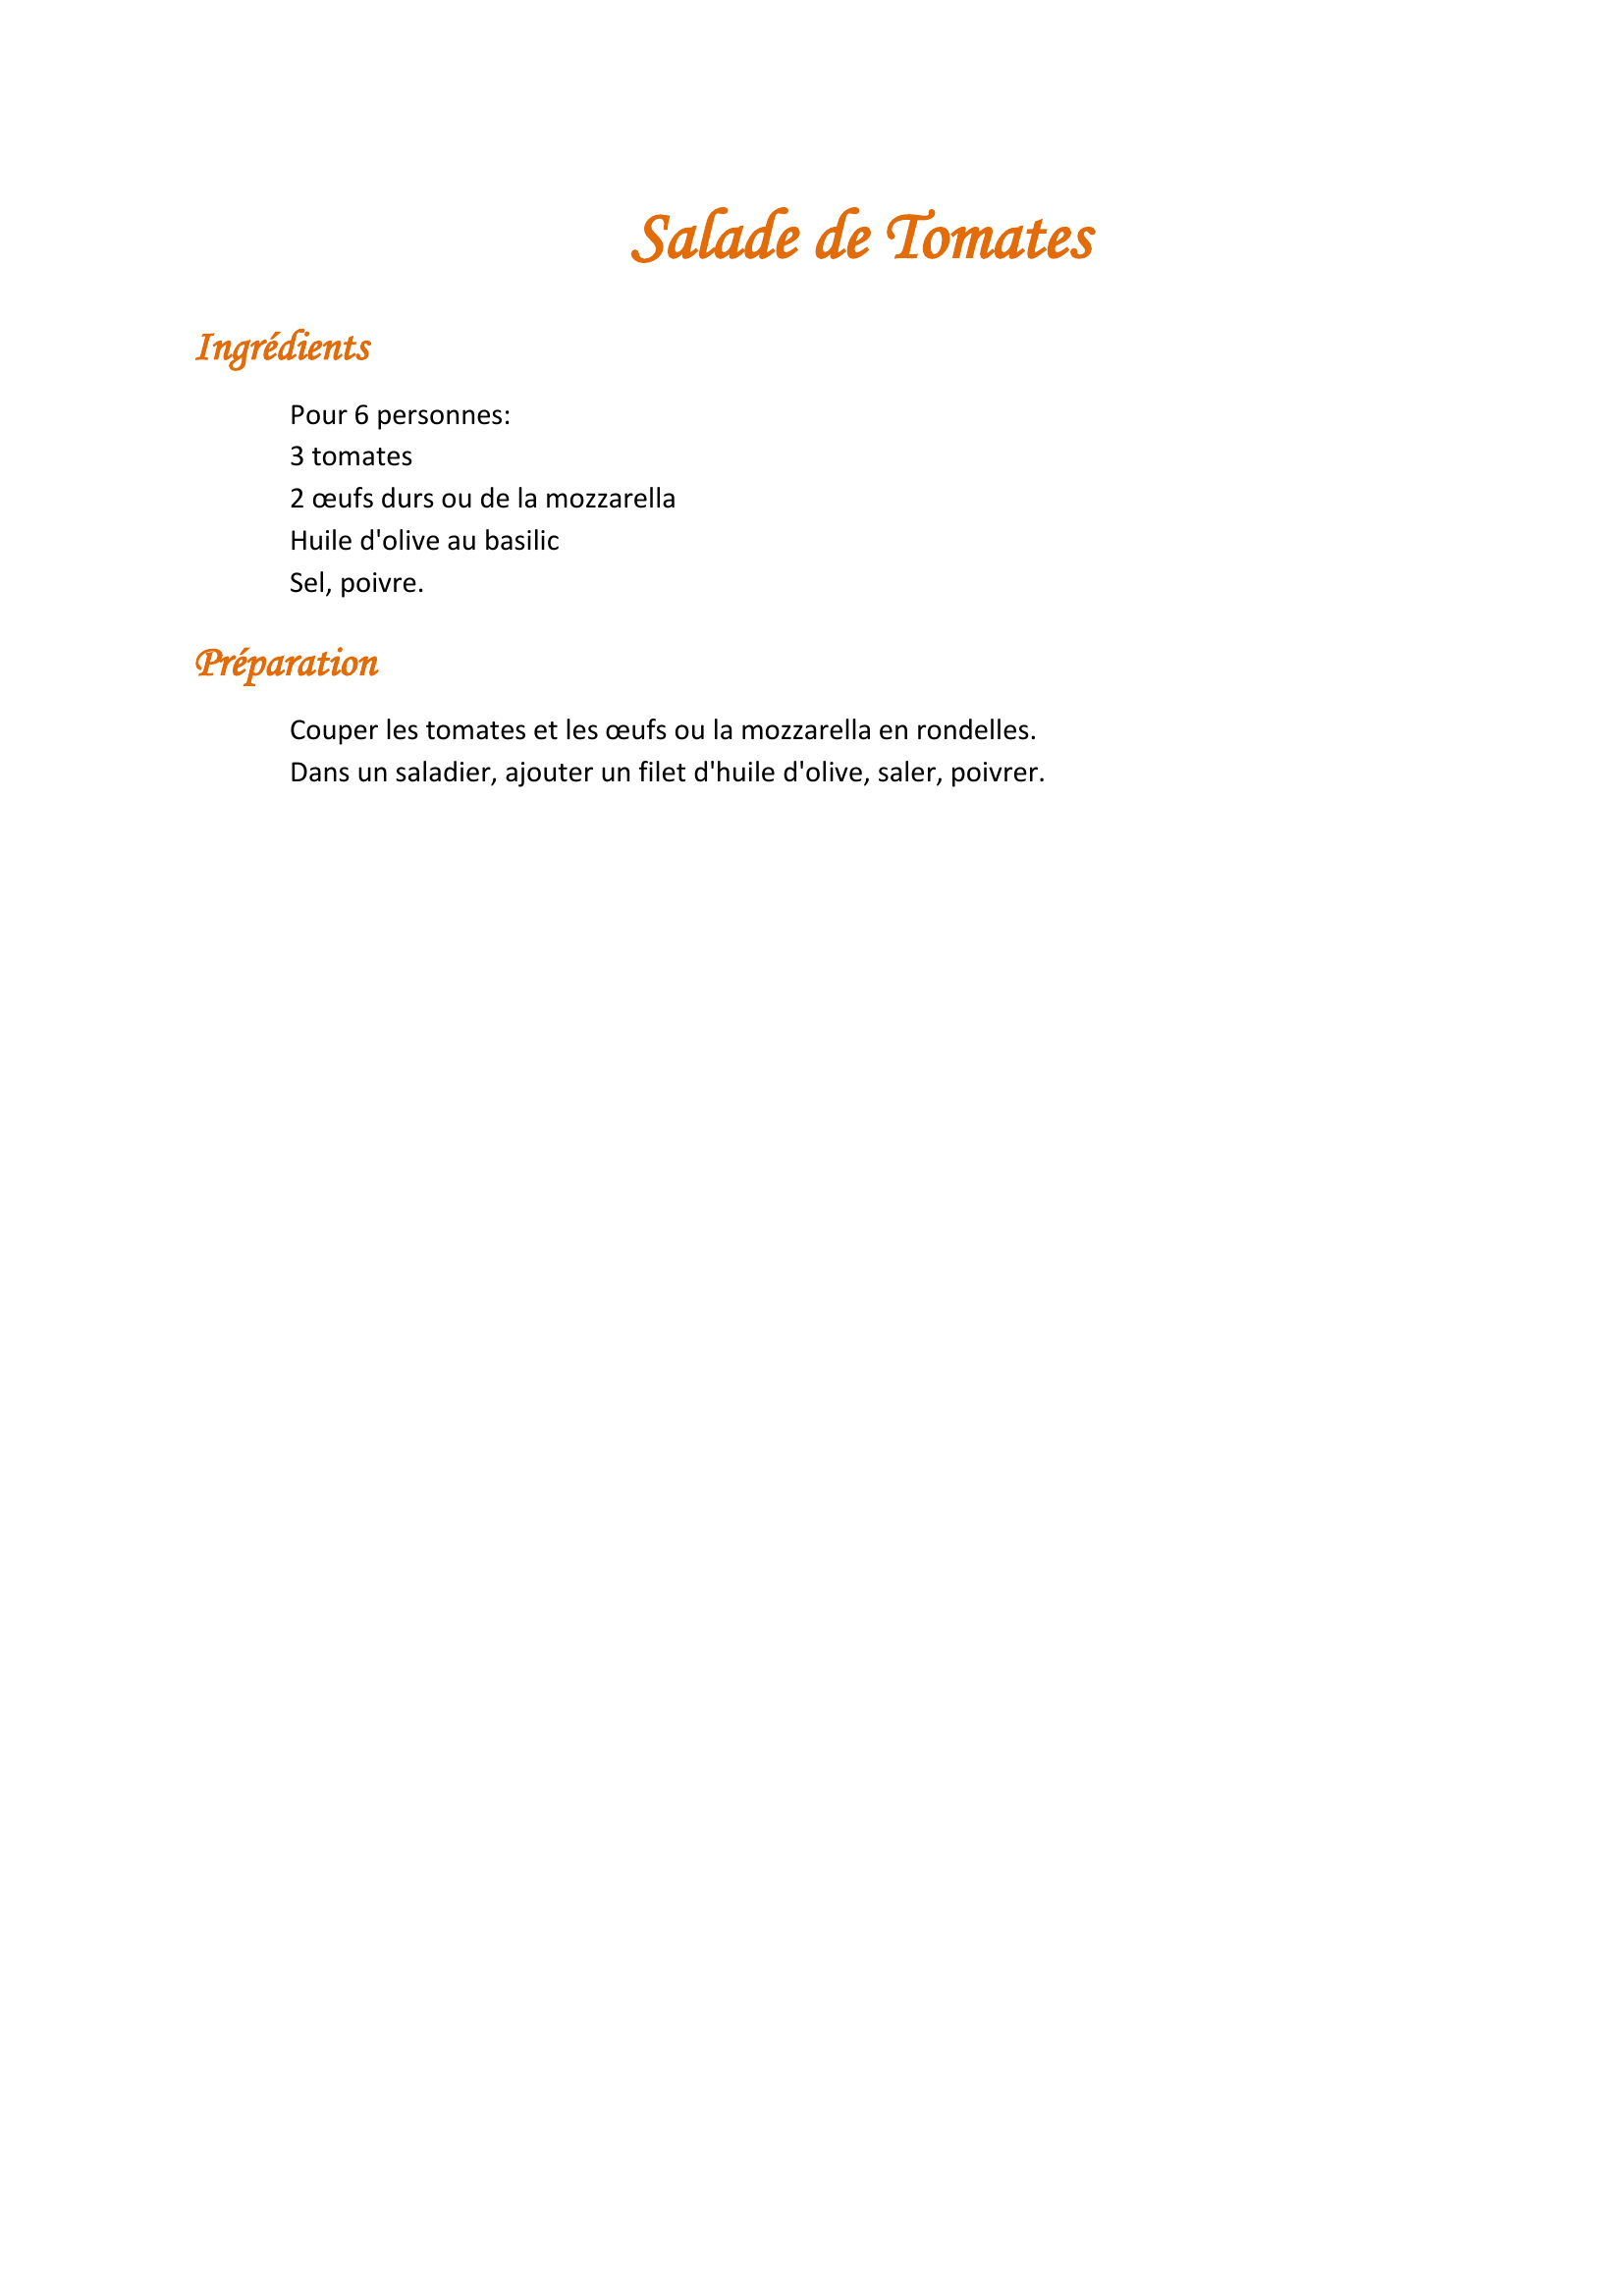 Salade de Tomates
Ingrédients
Pour 6 personnes:
3 tomates
2 œufs durs ou de la mozzarella
Huile d'olive au basilic
Sel, poivre.
Préparation
Couper les tomates et les œufs ou la mozzarella en rondelles.
Dans un saladier, ajouter un filet d'huile d'olive, saler, poivrer.